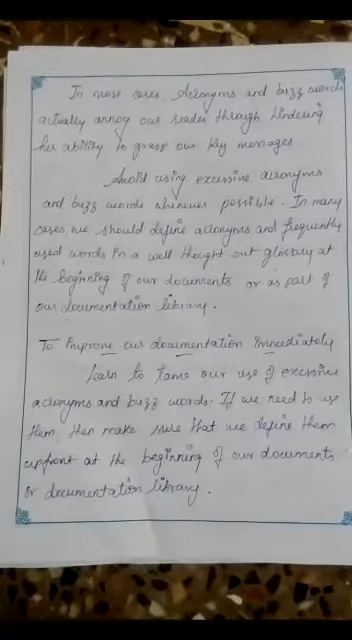 In most cases Acronyms and buzz words
actually annoy our reader through hindering
her ability to grasp our key messages
Avoid using excessive acronyms
and buzz words whenever possible. In many
cases, we should define acronyms and frequently
used words in a well thought-out glossary at
the beginning of our documents or as part of
our documentation library.
To Improve our documentation immediately
learn to tame our use of excessive
acronyms and buzz words. If we need to use
them, then make sure that we define them
upfront at the beginning of our documents
or documentation library.